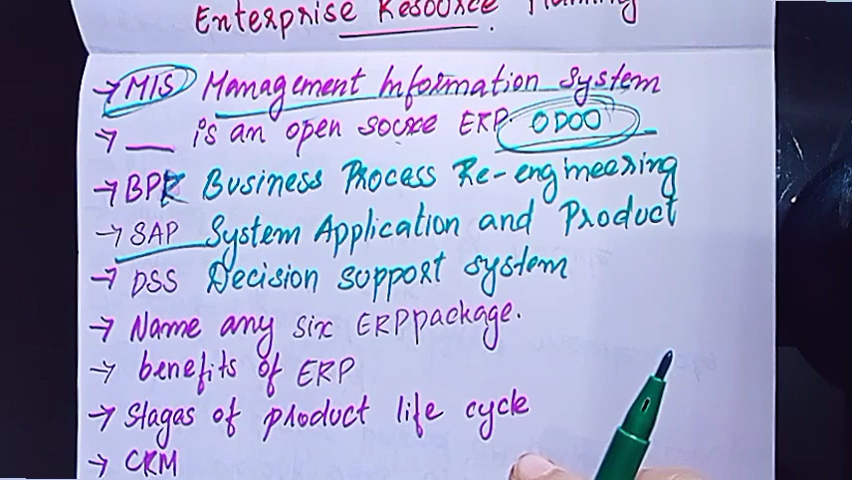 Enterprise Resource Planning
→ MIS Management Information System
→ ___ is an open source ERP. ODOO
→ BPR Business Process Re-engineering
→ SAP System Application and Product
→ DSS Decision support system
→ Name any six ERP package.
→ benefits of ERP
→ Stagas of product life cycle
→ CRM